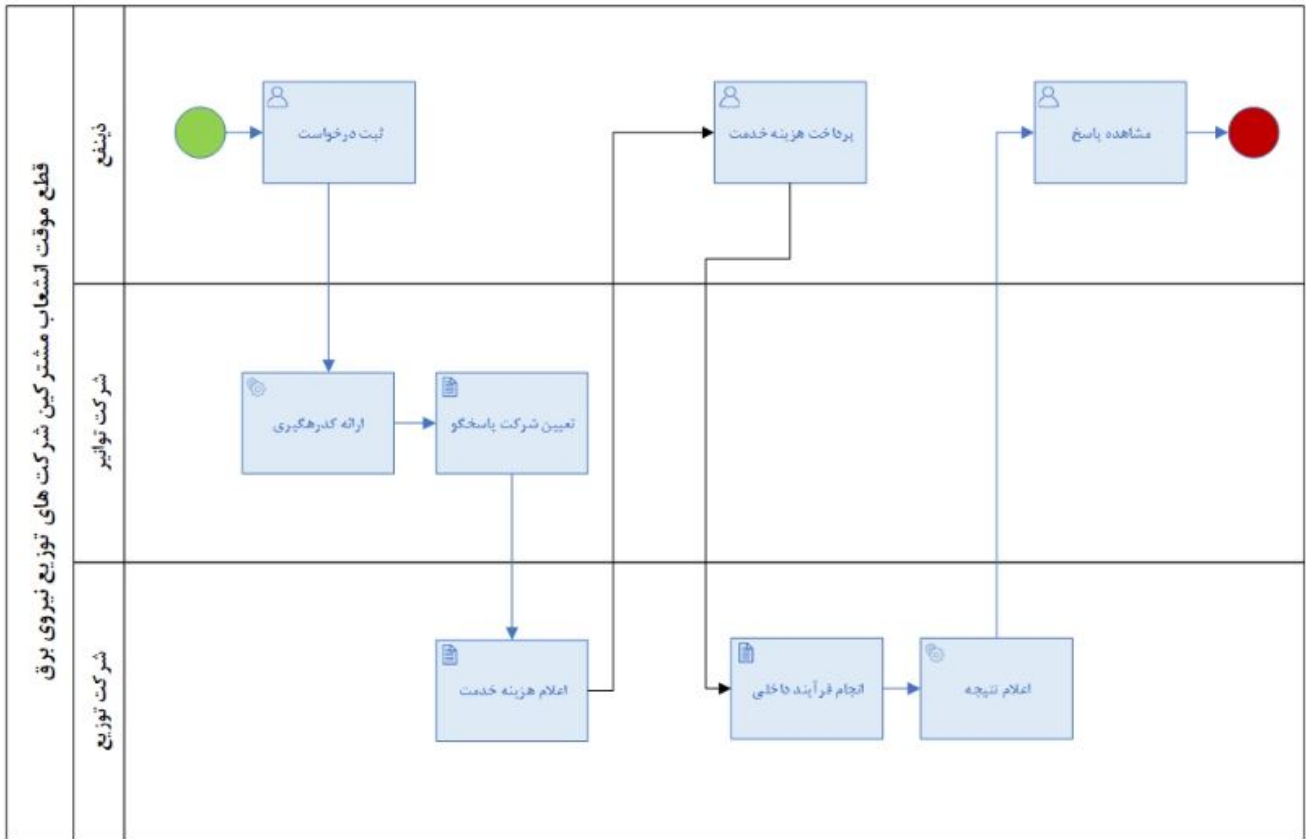 قطع موقت انشعاب مشترکین شرکت های توزیع نیروی برق
ذینفع
ثبت درخواست
پرداخت هزینه خدمت
مشاهده پاسخ
شرکت توانیر
ارائه کدرهگیری
تعیین شرکت پاسخگو
شرکت توزیع
اعلام هزینه خدمت
انجام فرآیند داخلی
اعلام نتیجه